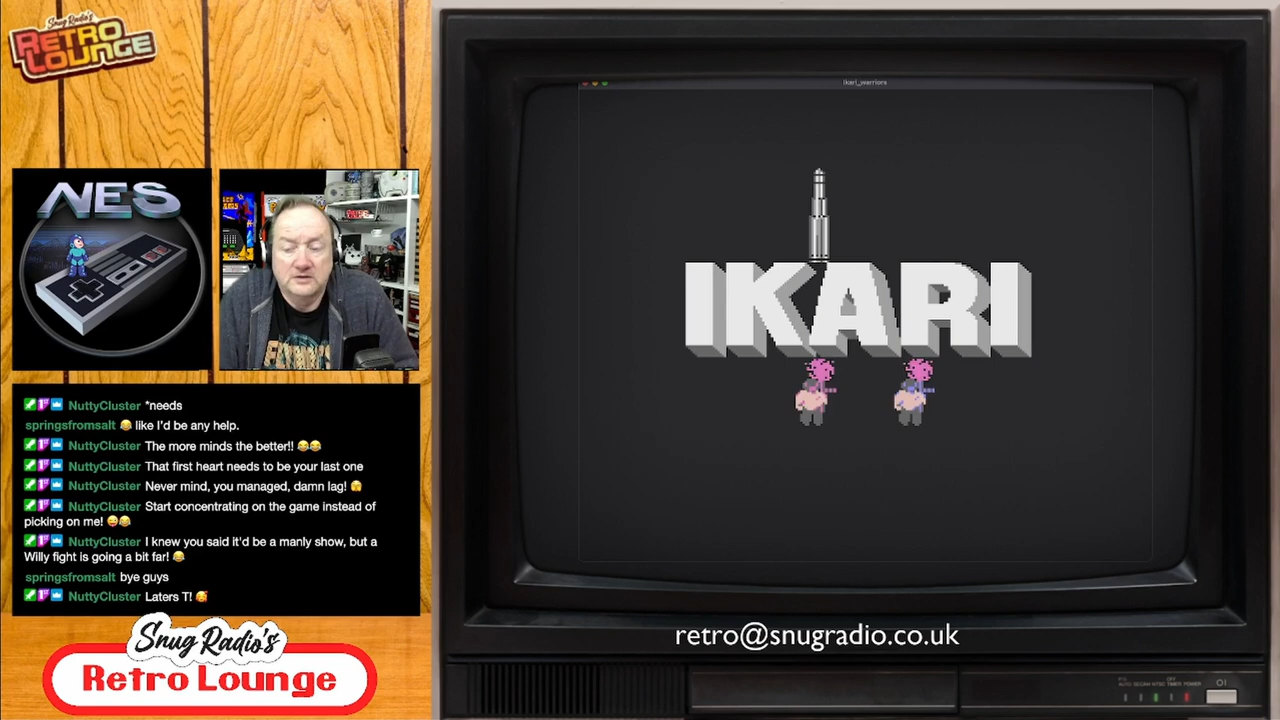 Snug Radio's
RETRO
LOUNGE
NES
ikari_warriors
IKARI
NuttyCluster *needs
springsfromsalt 😂 like I'd be any help.
NuttyCluster The more minds the better!! 😂😂
NuttyCluster That first heart needs to be your last one
NuttyCluster Never mind, you managed, damn lag! 🫣
NuttyCluster Start concentrating on the game instead of
picking on me! 😜😂
NuttyCluster I knew you said it'd be a manly show, but a
Willy fight is going a bit far! 😂
springsfromsalt bye guys
NuttyCluster Laters T! 🥰
Snug Radio's
Retro Lounge
retro@snugradio.co.uk